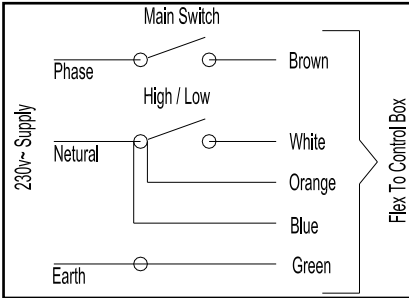 Main Switch
Phase
Brown
High / Low
Netural
White
Orange
Blue
Earth
Green
230v~ Supply
Flex To Control Box